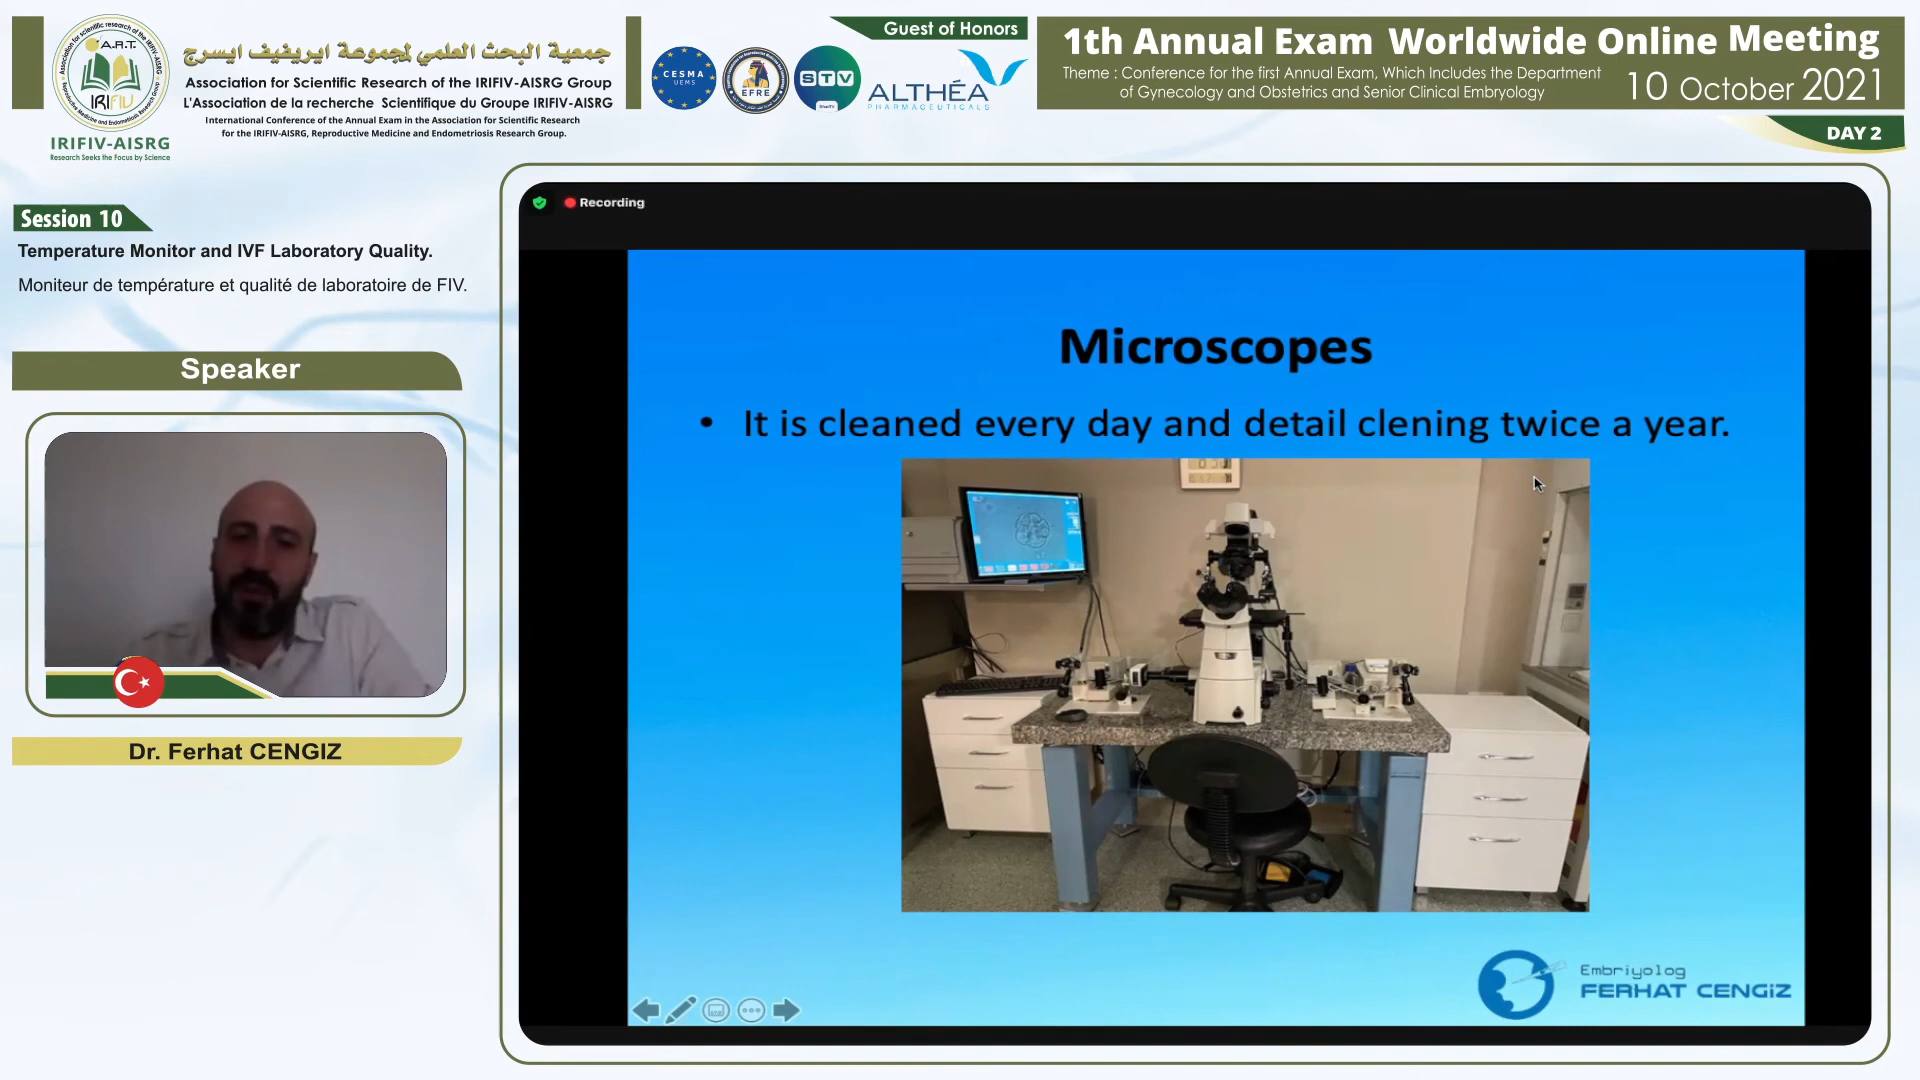 A.R.T.
IRIFIV
IRIFIV-AISRG
Research Seeks the Focus by Science
جمعية البحث العلمي لمجموعة ايريفيف ايسرج
Association for Scientific Research of the IRIFIV-AISRG Group
L'Association de la recherche Scientifique du Groupe IRIFIV-AISRG
International Conference of the Annual Exam in the Association for Scientific Research
for the IRIFIV-AISRG, Reproductive Medicine and Endometriosis Research Group.
Guest of Honors
CESMA
UEMS
EFRE
STV
ALTHÉA
PHARMACEUTICALS
1th Annual Exam Worldwide Online Meeting
Theme : Conference for the first Annual Exam, Which Includes the Department
of Gynecology and Obstetrics and Senior Clinical Embryology
10 October 2021
DAY 2
Session 10
Temperature Monitor and IVF Laboratory Quality.
Moniteur de température et qualité de laboratoire de FIV.
Speaker
Dr. Ferhat CENGIZ
Recording
Microscopes
• It is cleaned every day and detail clening twice a year.
Embriyolog
FERHAT CENGİZ